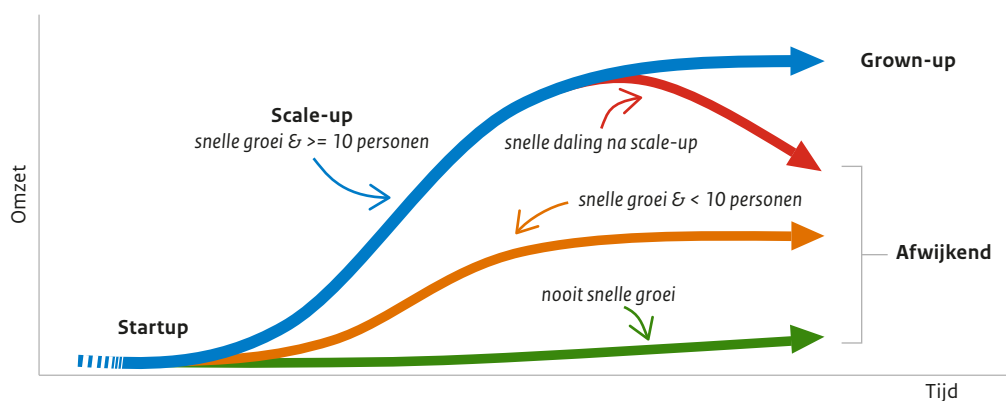 Grown-up
Scale-up
snelle groei & >= 10 personen
snelle daling na scale-up
Omzet
snelle groei & < 10 personen
Afwijkend
nooit snelle groei
Startup
Tijd